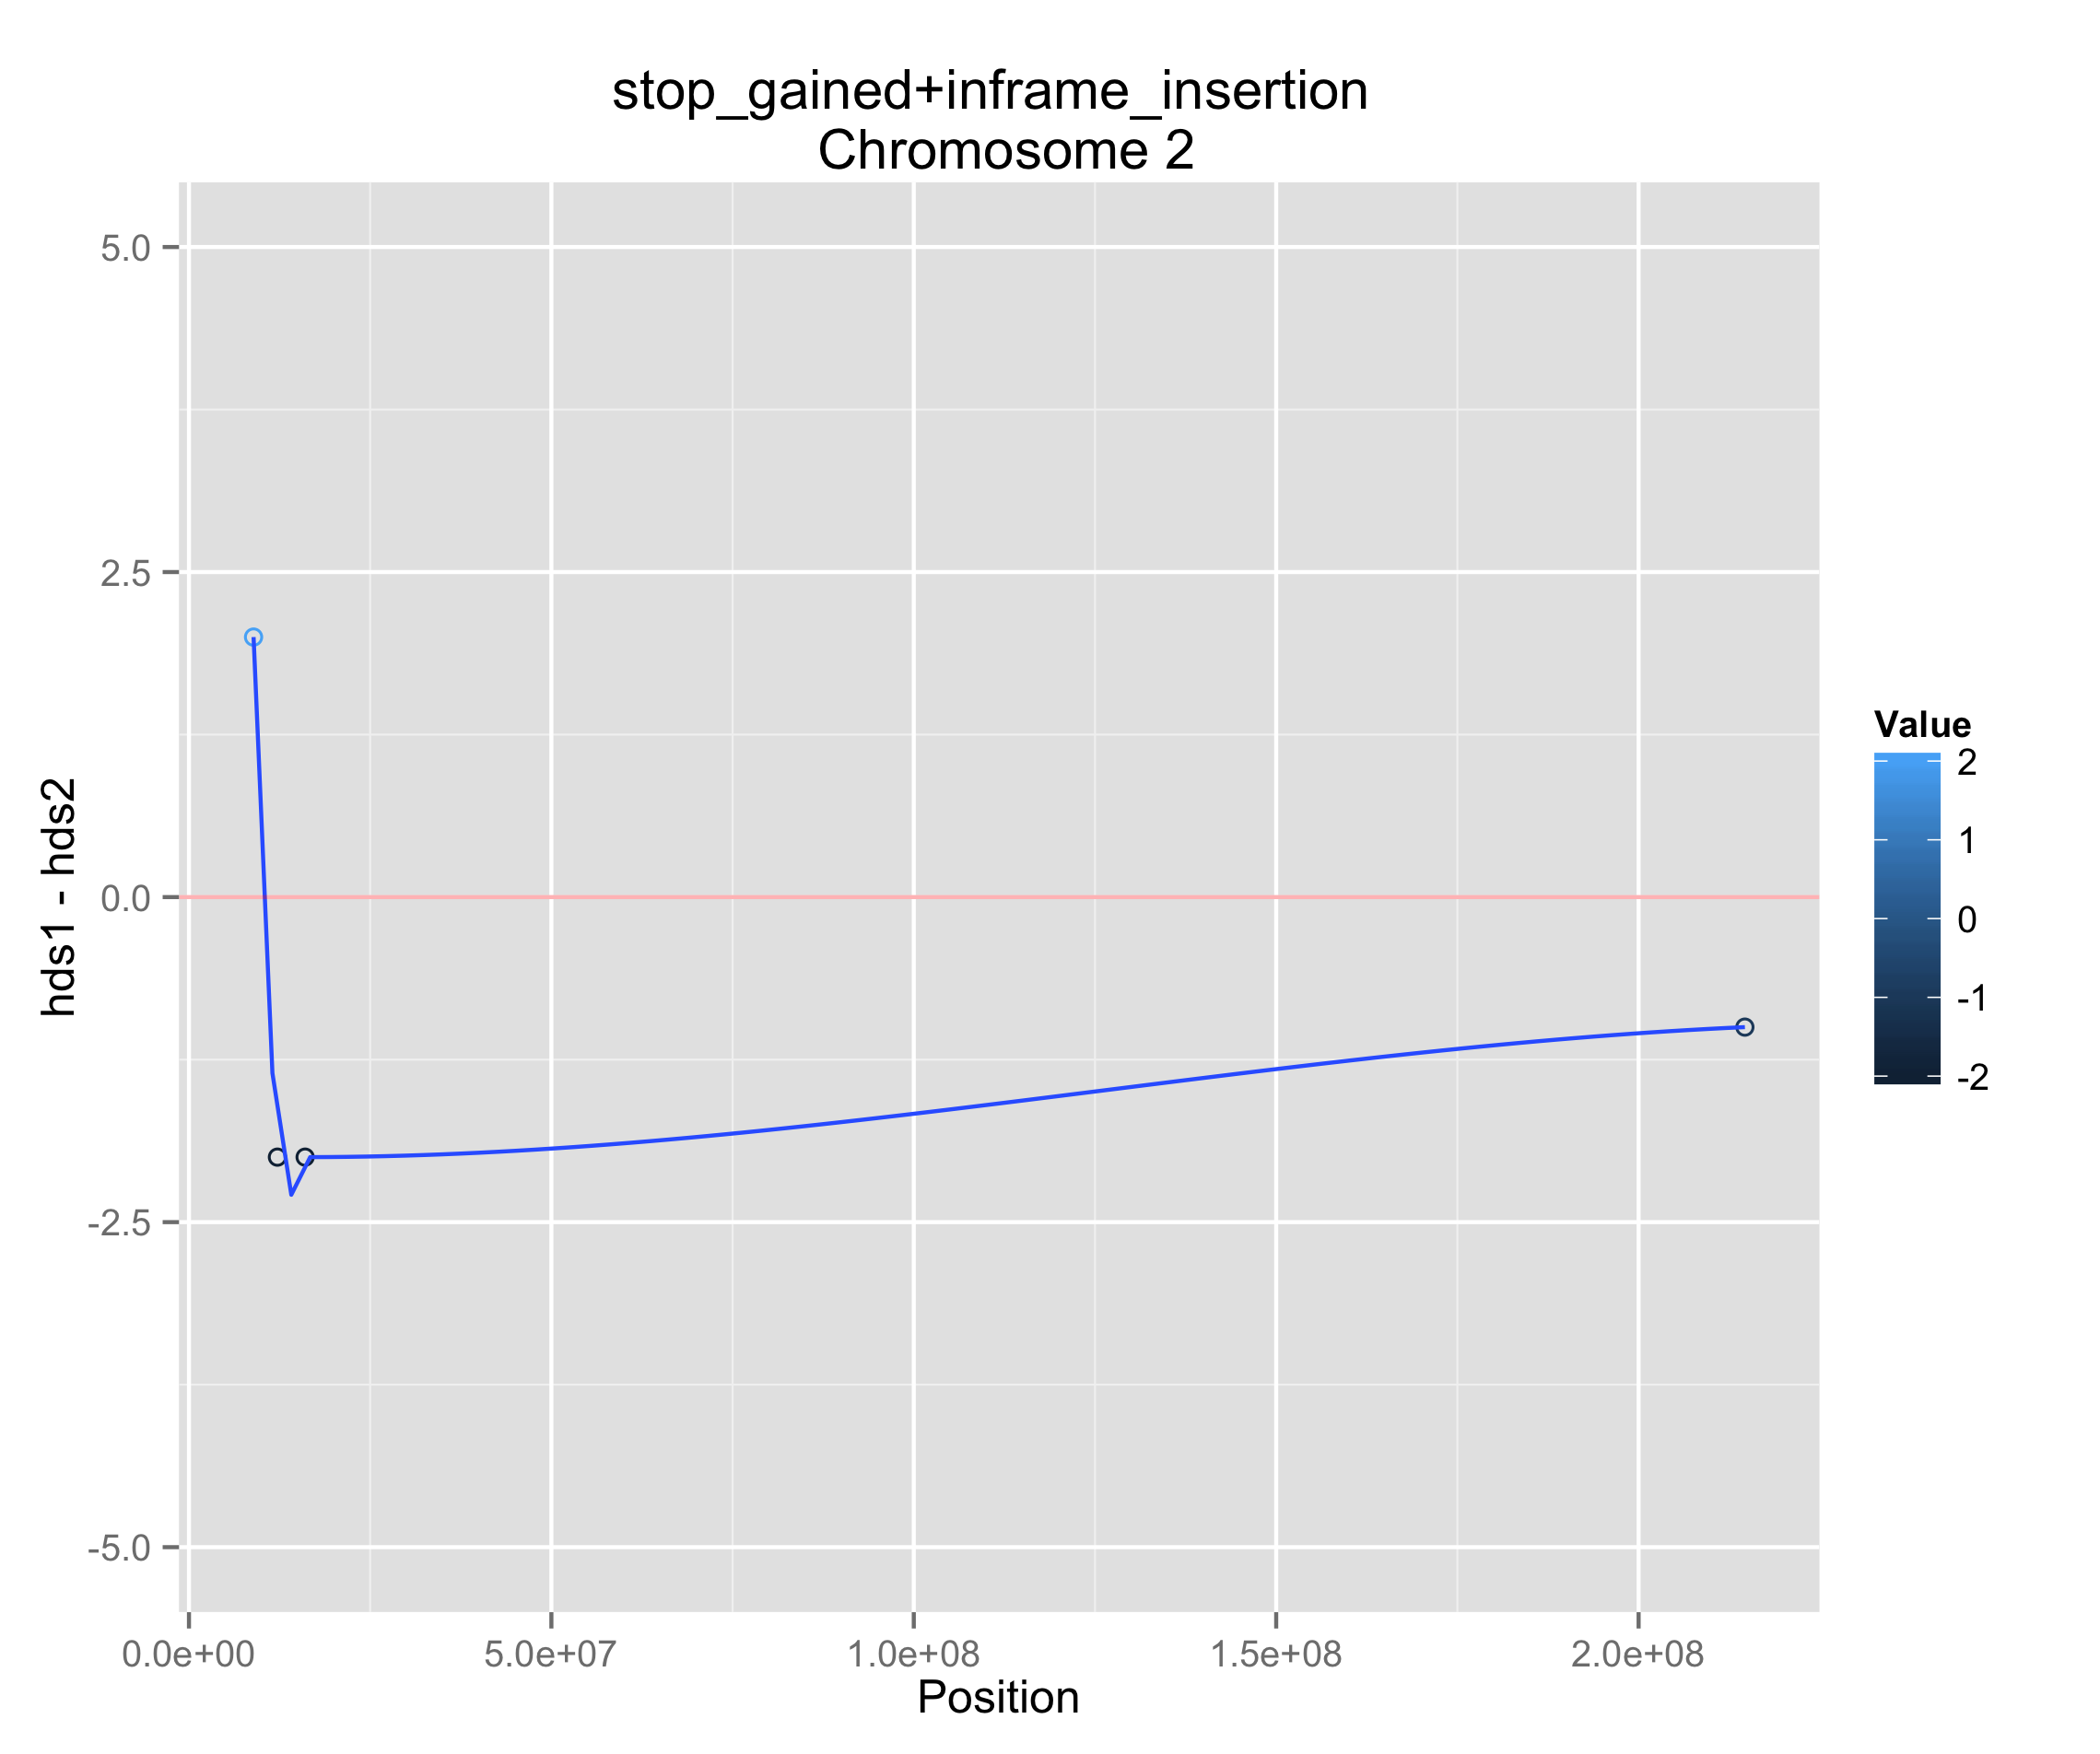 stop_gained+inframe_insertion
Chromosome 2
5.0
2.5
0.0
-2.5
-5.0
hds1 - hds2
0.0e+00
5.0e+07
1.0e+08
1.5e+08
2.0e+08
Position
Value
2
1
0
-1
-2